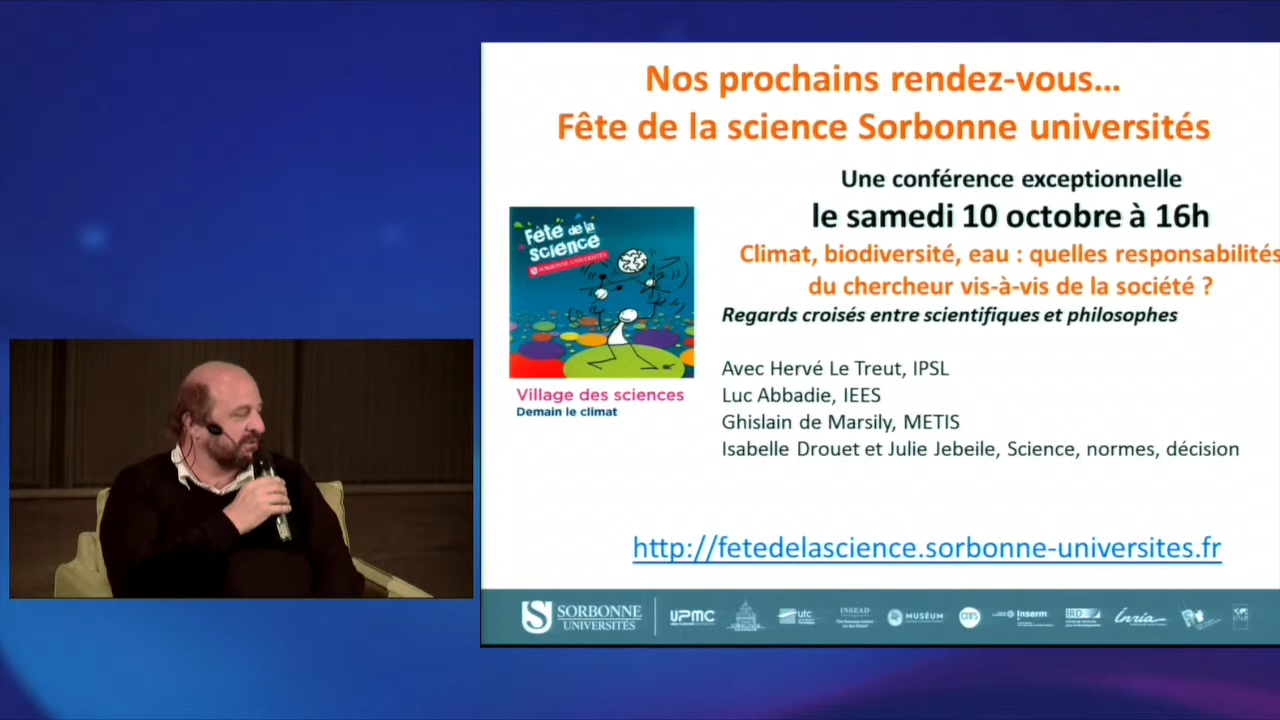 Nos prochains rendez-vous…
Fête de la science Sorbonne universités
Une conférence exceptionnelle
le samedi 10 octobre à 16h
Climat, biodiversité, eau : quelles responsabilités
du chercheur vis-à-vis de la société ?
Regards croisés entre scientifiques et philosophes
Fête de la
science
SORBONNE UNIVERSITÉS
Village des sciences
Demain le climat
Avec Hervé Le Treut, IPSL
Luc Abbadie, IEES
Ghislain de Marsily, METIS
Isabelle Drouet et Julie Jebeile, Science, normes, décision
http://fetedelascience.sorbonne-universites.fr
S SORBONNE
UNIVERSITÉS
UPMC
utc
INSEAD
MUSÉUM
cnrs
Inserm
IRD
Inria